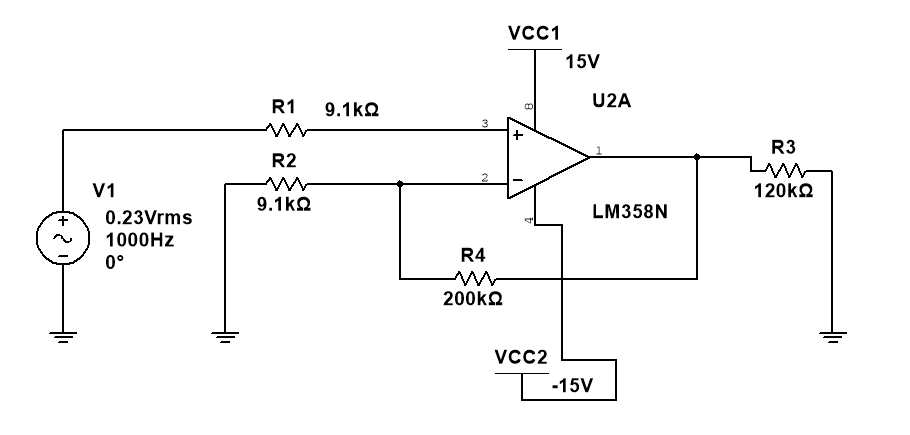 VCC1
15V
8
U2A
R1
9.1kΩ
3
+
R2
9.1kΩ
2
−
1
R3
120kΩ
V1
+
0.23Vrms
1000Hz
0°
−
4
LM358N
R4
200kΩ
VCC2
-15V